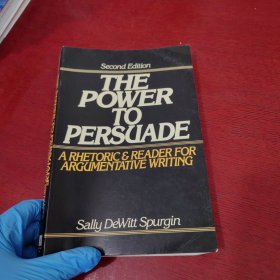 Second Edition
THE
POWER
TO
PERSUADE
A RHETORIC & READER FOR
ARGUMENTATIVE WRITING
Sally DeWitt Spurgin